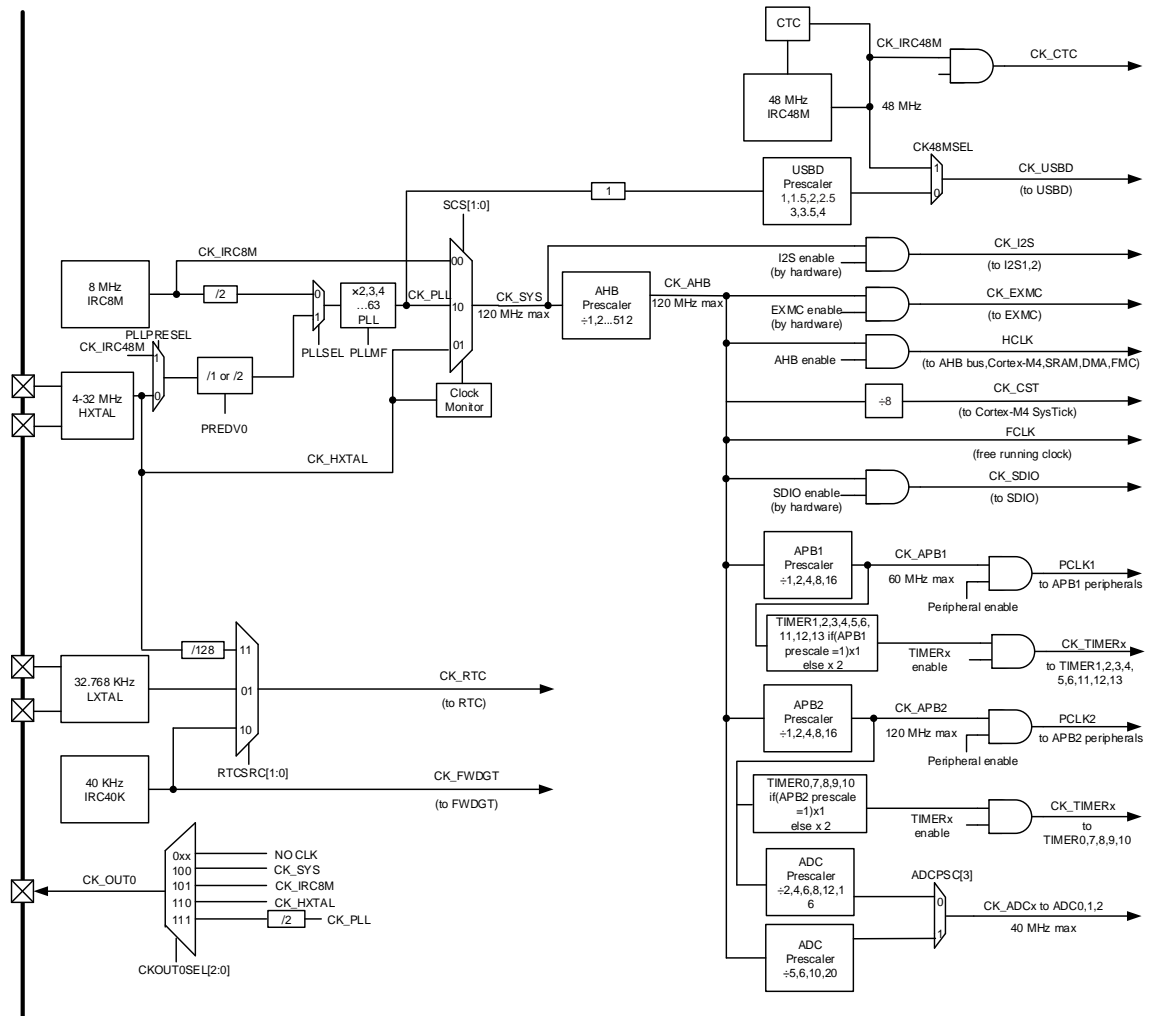 CTC
CK_IRC48M
CK_CTC
48 MHz
IRC48M
48 MHz
CK48MSEL
1
0
CK_USBD
(to USBD)
USBD
Prescaler
1,1.5,2,2.5
3,3.5,4
1
SCS[1:0]
CK_IRC8M
00
10
01
8 MHz
IRC8M
/2
0
1
×2,3,4
…63
PLL
CK_PLL
CK_SYS
120 MHz max
AHB
Prescaler
÷1,2...512
CK_AHB
120 MHz max
I2S enable
(by hardware)
CK_I2S
(to I2S1,2)
EXMC enable
(by hardware)
CK_EXMC
(to EXMC)
AHB enable
HCLK
(to AHB bus,Cortex-M4,SRAM,DMA,FMC)
÷8
CK_CST
(to Cortex-M4 SysTick)
FCLK
(free running clock)
SDIO enable
(by hardware)
CK_SDIO
(to SDIO)
PLLPRESEL
CK_IRC48M
1
0
PLLSEL
PLLMF
/1 or /2
PREDV0
4-32 MHz
HXTAL
Clock
Monitor
CK_HXTAL
APB1
Prescaler
÷1,2,4,8,16
CK_APB1
60 MHz max
Peripheral enable
PCLK1
to APB1 peripherals
TIMER1,2,3,4,5,6,
11,12,13 if(APB1
prescale =1)x1
else x 2
TIMERx
enable
CK_TIMERx
to TIMER1,2,3,4,
5,6,11,12,13
/128
11
01
10
32.768 KHz
LXTAL
CK_RTC
(to RTC)
RTCSRC[1:0]
40 KHz
IRC40K
CK_FWDGT
(to FWDGT)
APB2
Prescaler
÷1,2,4,8,16
CK_APB2
120 MHz max
Peripheral enable
PCLK2
to APB2 peripherals
TIMER0,7,8,9,10
if(APB2 prescale
=1)x1
else x 2
TIMERx
enable
CK_TIMERx
to
TIMER0,7,8,9,10
ADC
Prescaler
÷2,4,6,8,12,1
6
ADCPSC[3]
0
1
CK_ADCx to ADC0,1,2
40 MHz max
ADC
Prescaler
÷5,6,10,20
CK_OUT0
0xx
100
101
110
111
NO CLK
CK_SYS
CK_IRC8M
CK_HXTAL
/2
CK_PLL
CKOUT0SEL[2:0]